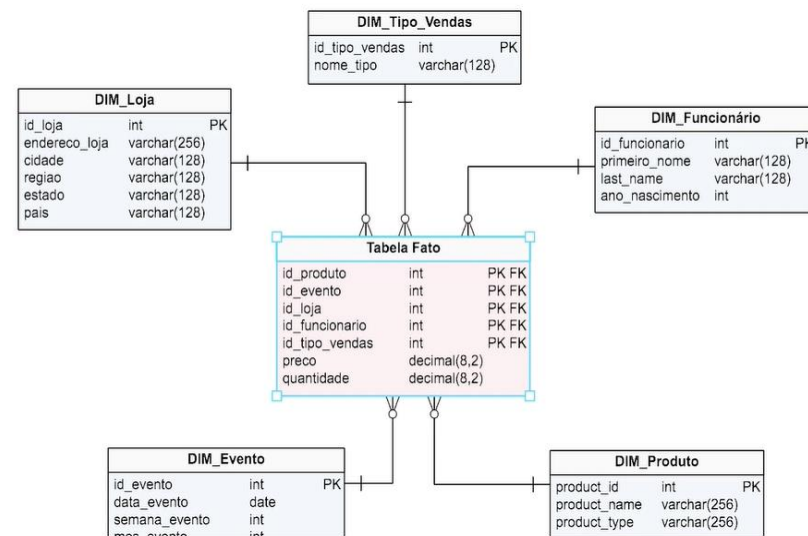 DIM_Tipo_Vendas
id_tipo_vendas int PK
nome_tipo varchar(128)
DIM_Loja
id_loja int PK
endereco_loja varchar(256)
cidade varchar(128)
regiao varchar(128)
estado varchar(128)
pais varchar(128)
DIM_Funcionário
id_funcionario int PK
primeiro_nome varchar(128)
last_name varchar(128)
ano_nascimento int
Tabela Fato
id_produto int PK FK
id_evento int PK FK
id_loja int PK FK
id_funcionario int PK FK
id_tipo_vendas int PK FK
preco decimal(8,2)
quantidade decimal(8,2)
DIM_Evento
id_evento int PK
data_evento date
semana_evento int
mes_evento int
DIM_Produto
product_id int PK
product_name varchar(256)
product_type varchar(256)